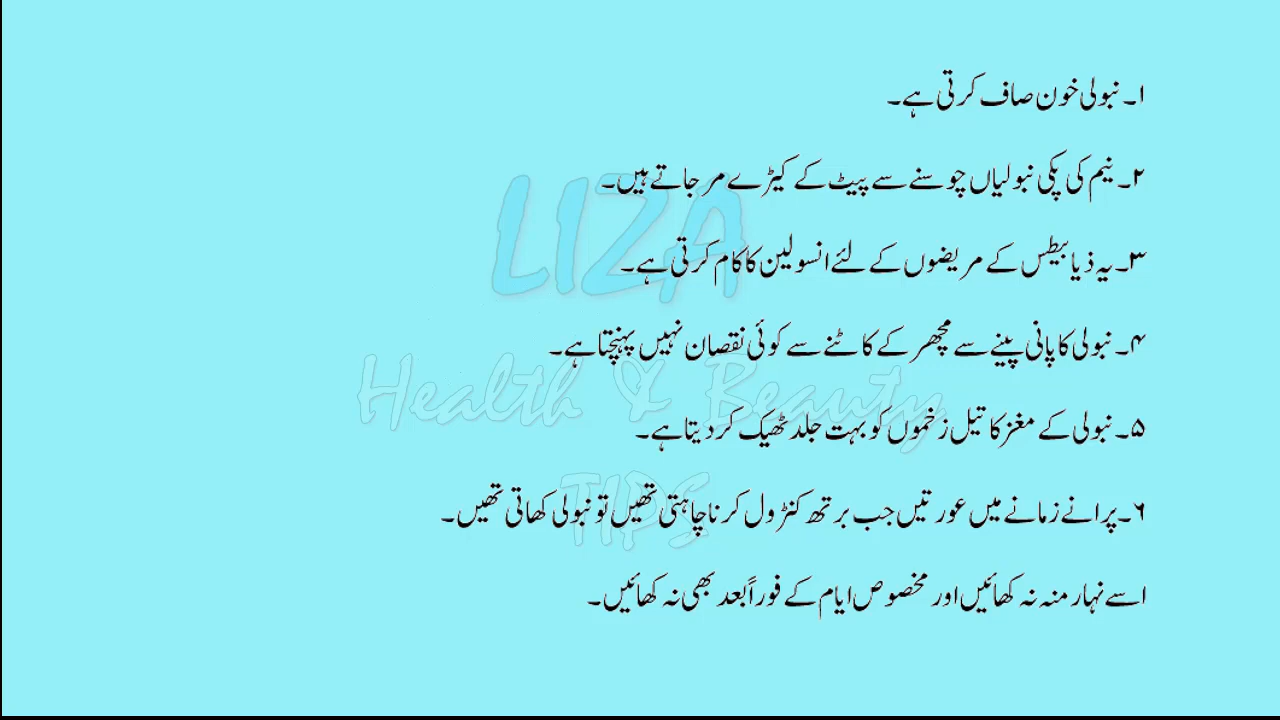 ۱۔ نبولی خون صاف کرتی ہے۔
۲۔ نیم کی پکی نبولیاں چوسنے سے پیٹ کے کیڑے مر جاتے ہیں۔
۳۔ یہ ذیابیطس کے مریضوں کے لئے انسولین کا کام کرتی ہے۔
۴۔ نبولی کا پانی پینے سے مچھر کے کاٹنے سے کوئی نقصان نہیں پہنچتا ہے۔
۵۔ نبولی کے مغز کا تیل زخموں کو بہت جلد ٹھیک کر دیتا ہے۔
۶۔ پرانے زمانے میں عورتیں جب برتھ کنٹرول کرنا چاہتی تھیں تو نبولی کھاتی تھیں۔
اسے نہار منہ نہ کھائیں اور مخصوص ایام کے فوراً بعد بھی نہ کھائیں۔
LIZA
Health & Beauty
TIPS